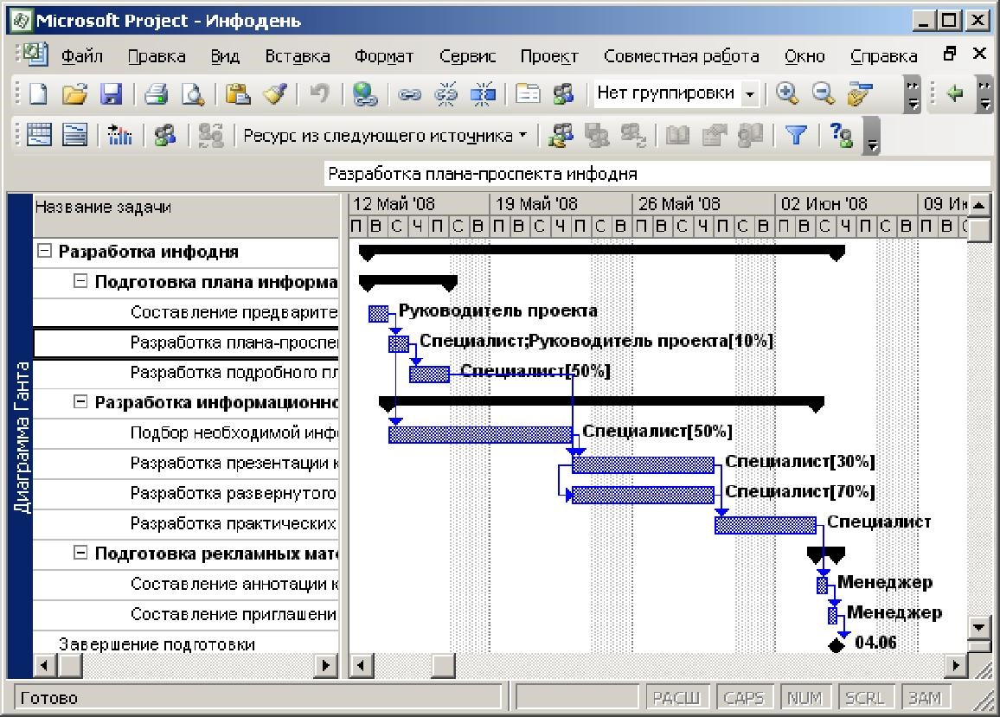 Microsoft Project - Инфодень
Файл Правка Вид Вставка Формат Сервис Проект Совместная работа Окно Справка
Нет группировки
Ресурс из следующего источника
Разработка плана-проспекта инфодня
Название задачи
12 Май '08 19 Май '08 26 Май '08 02 Июн '08 09
П В С Ч П С В П В С Ч П С В П В С Ч П С В П В С Ч П С В П В С
Разработка инфодня
Подготовка плана информа
Составление предварите Руководитель проекта
Разработка плана-проспе Специалист;Руководитель проекта[10%]
Разработка подробного пл Специалист[50%]
Разработка информационно
Подбор необходимой инф Специалист[50%]
Разработка презентации к Специалист[30%]
Разработка развернутого Специалист[70%]
Разработка практических Специалист
Подготовка рекламных мат
Составление аннотации к Менеджер
Составление приглашени Менеджер
Завершение подготовки 04.06
Диаграмма Ганта
Готово РАСШ CAPS NUM SCRL ЗАМ